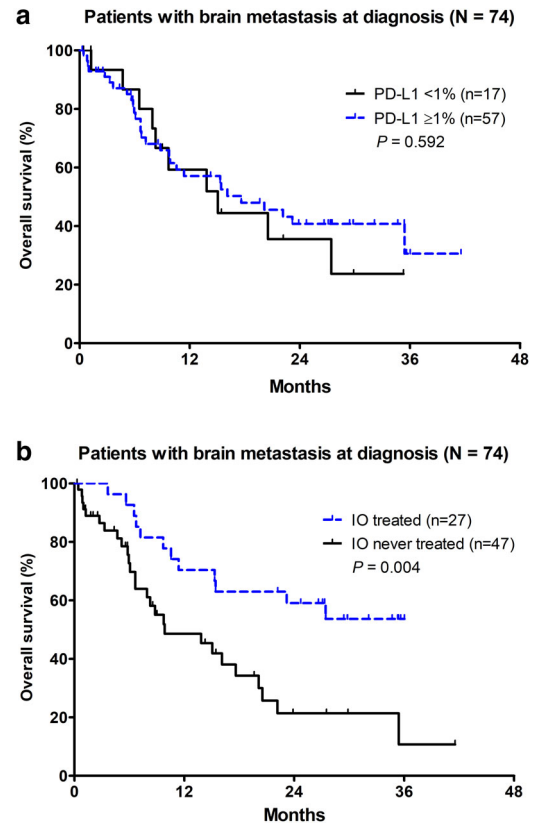 a
Patients with brain metastasis at diagnosis (N = 74)
Overall survival (%)
100
80
60
40
20
0
PD-L1 <1% (n=17)
PD-L1 ≥1% (n=57)
P = 0.592
0 12 24 36 48
Months
b
Patients with brain metastasis at diagnosis (N = 74)
Overall survival (%)
100
80
60
40
20
0
IO treated (n=27)
IO never treated (n=47)
P = 0.004
0 12 24 36 48
Months